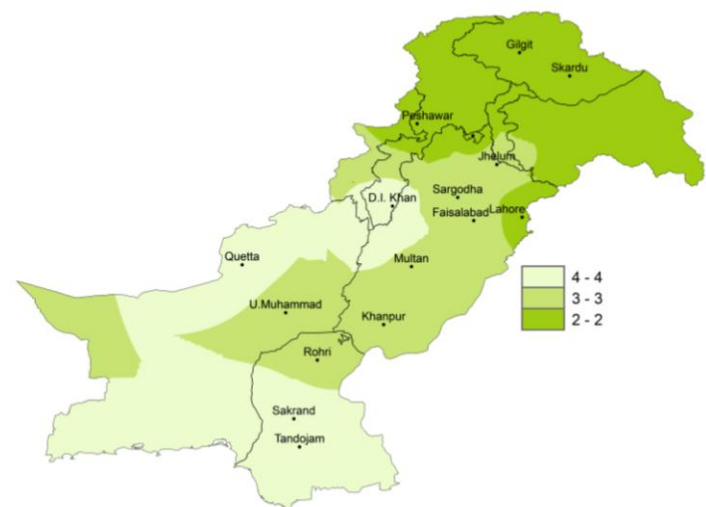 Gilgit
Skardu
Peshawar
Jhelum
Sargodha
D.I. Khan
Faisalabad
Lahore
Quetta
Multan
U.Muhammad
Khanpur
Rohri
Sakrand
Tandojam
4 - 4
3 - 3
2 - 2